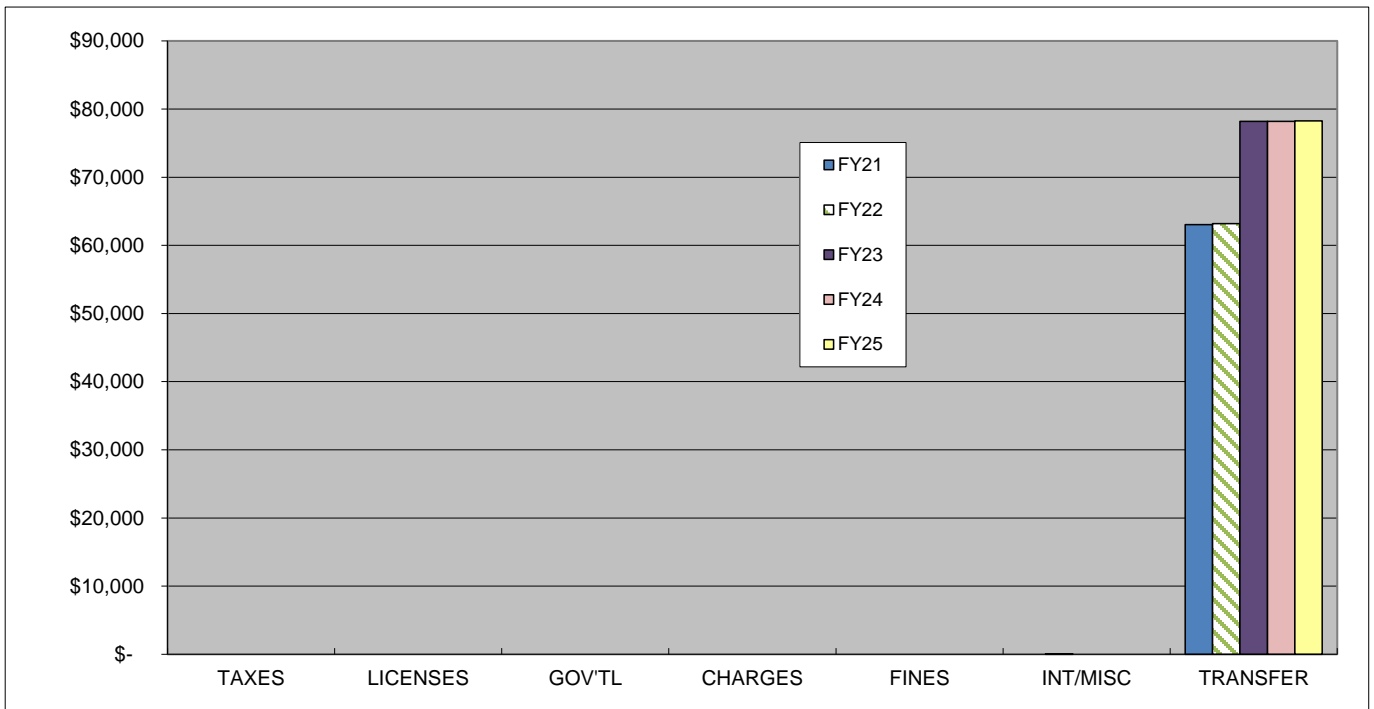 $90,000
$80,000
$70,000
$60,000
$50,000
$40,000
$30,000
$20,000
$10,000
$-
FY21
FY22
FY23
FY24
FY25
TAXES LICENSES GOV'TL CHARGES FINES INT/MISC TRANSFER